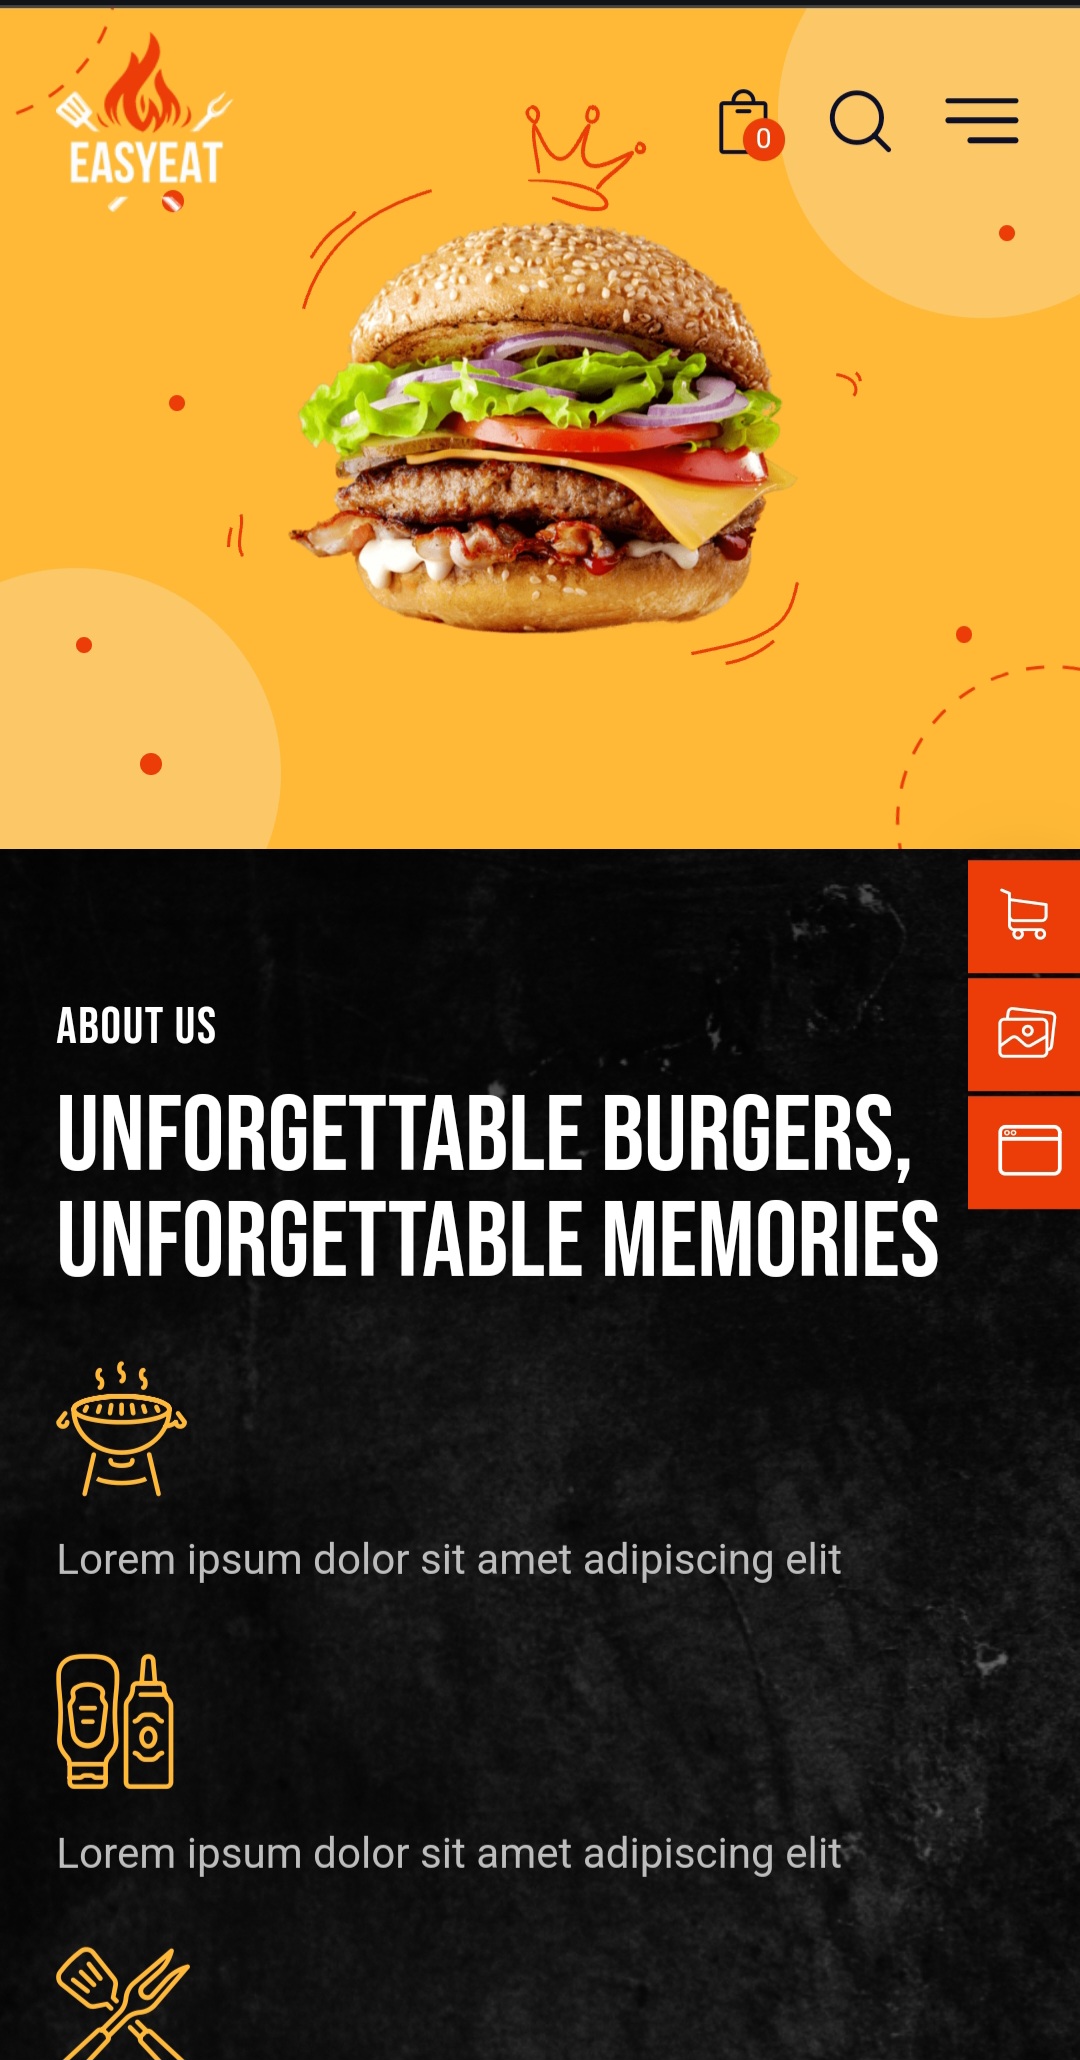 EASYEAT
0
ABOUT US
UNFORGETTABLE BURGERS,
UNFORGETTABLE MEMORIES
Lorem ipsum dolor sit amet adipiscing elit
Lorem ipsum dolor sit amet adipiscing elit